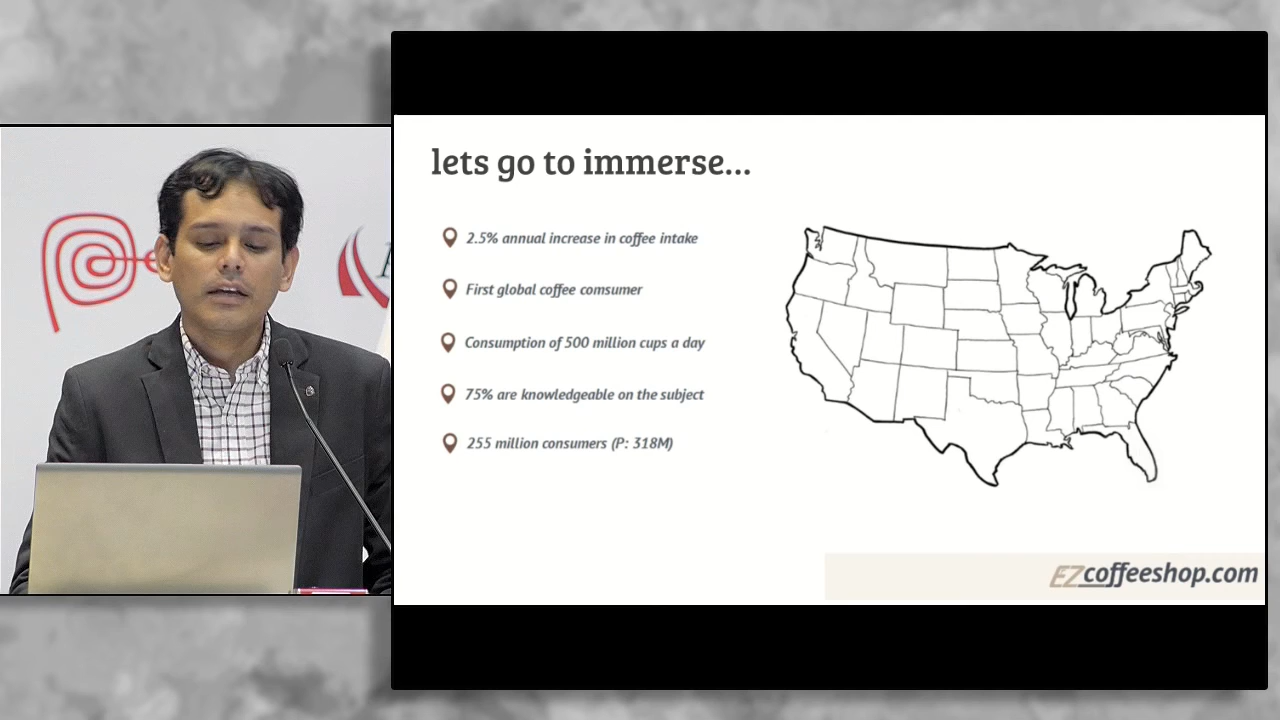 lets go to immerse...
2.5% annual increase in coffee intake
First global coffee comsumer
Consumption of 500 million cups a day
75% are knowledgeable on the subject
255 million consumers (P: 318M)
EZcoffeeshop.com